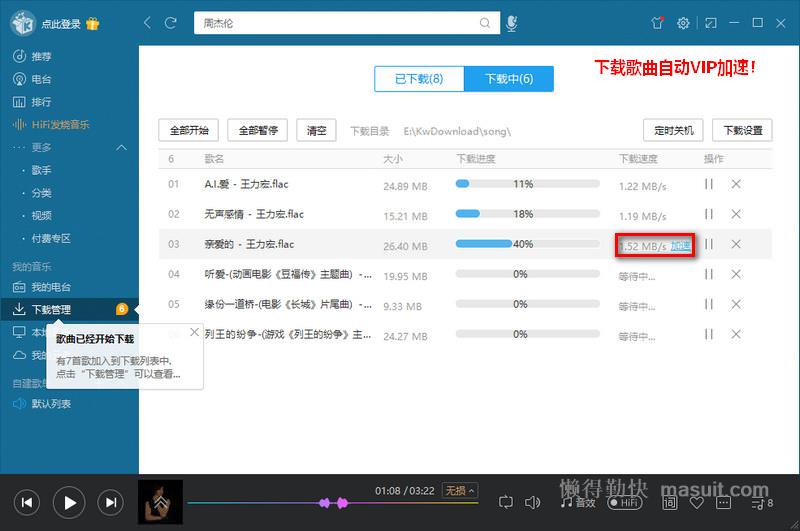 点此登录
周杰伦
推荐
电台
排行
HiFi发烧音乐
更多
歌手
分类
视频
付费专区
我的音乐
我的电台
下载管理
6
本地
我的
自建歌单
默认列表
歌曲已经开始下载
有7首歌加入到下载列表中,
点击“下载管理”可以查看...
已下载(8)
下载中(6)
下载歌曲自动VIP加速!
全部开始
全部暂停
清空
下载目录 E:\KwDownload\song\
定时关机
下载设置
6 歌名 大小 下载进度 下载速度 操作
01 A.I.爱 - 王力宏.flac 24.89 MB 11% 1.22 MB/s
02 无声感情 - 王力宏.flac 15.21 MB 18% 1.19 MB/s
03 亲爱的 - 王力宏.flac 26.40 MB 40% 1.52 MB/s 加速
04 听爱-(动画电影《豆福传》主题曲) -... 19.95 MB 0% 等待中...
05 缘份一道桥-(电影《长城》片尾曲) -... 9.33 MB 0% 等待中...
列王的纷争-(游戏《列王的纷争》主... 24.27 MB 0% 等待中...
01:08 / 03:22
无损
音效
HiFi
词
8
懒得勤快 masuit.com